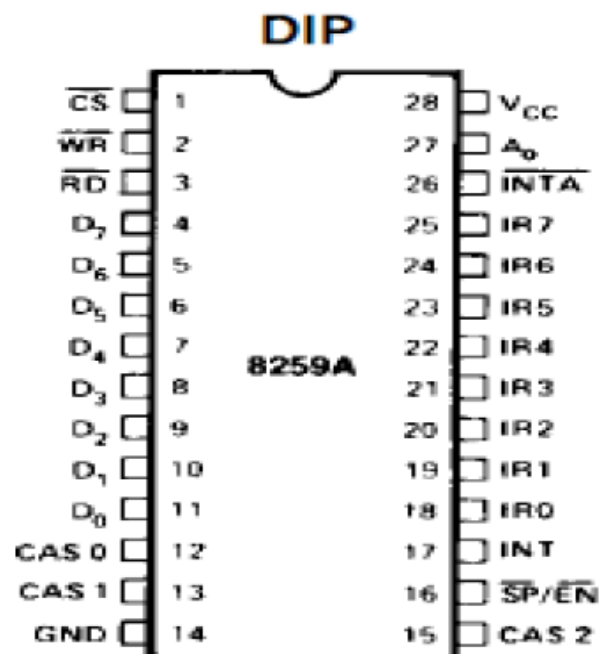 DIP
CS 1 28 VCC
WR 2 27 A0
RD 3 26 INTA
D7 4 25 IR7
D6 5 24 IR6
D5 6 23 IR5
D4 7 22 IR4
8259A
D3 8 21 IR3
D2 9 20 IR2
D1 10 19 IR1
D0 11 18 IR0
CAS 0 12 17 INT
CAS 1 13 16 SP/EN
GND 14 15 CAS 2